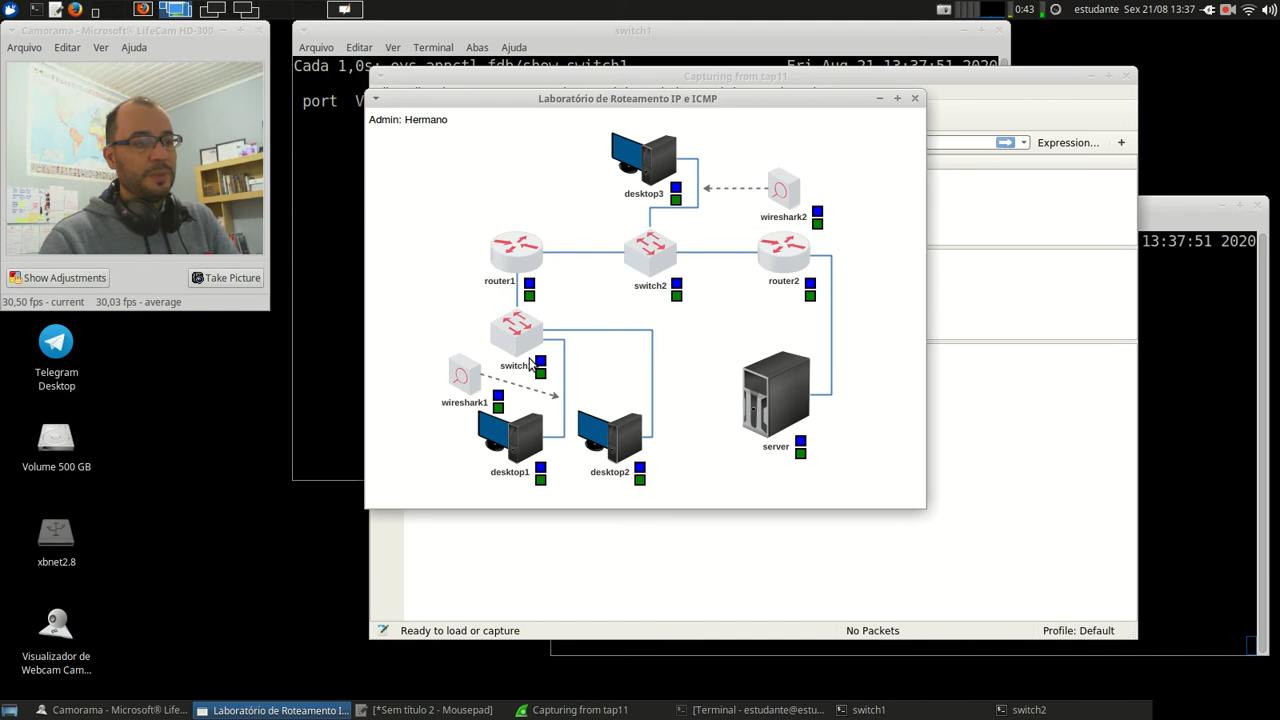 0:43 estudante Sex 21/08 13:37
Camorama - Microsoft® LifeCam HD-300
Arquivo Editar Ver Ajuda
Show Adjustments Take Picture
30,50 fps - current 30,03 fps - average
Telegram
Desktop
Volume 500 GB
xbnet2.8
Visualizador de
Webcam Cam...
switch1
Arquivo Editar Ver Terminal Abas Ajuda
Cada 1,0s: ovs-appctl fdb/show switch1 Fri Aug 21 13:37:51 2020
port V
Capturing from tap11
Expression... +
Laboratório de Roteamento IP e ICMP
Admin: Hermano
desktop3
wireshark2
router1
switch2
router2
switch
wireshark1
desktop1
desktop2
server
13:37:51 2020
Ready to load or capture No Packets Profile: Default
Camorama - Microsoft® LifeC...
Laboratório de Roteamento I...
[*Sem título 2 - Mousepad]
Capturing from tap11
[Terminal - estudante@estu...
switch1
switch2